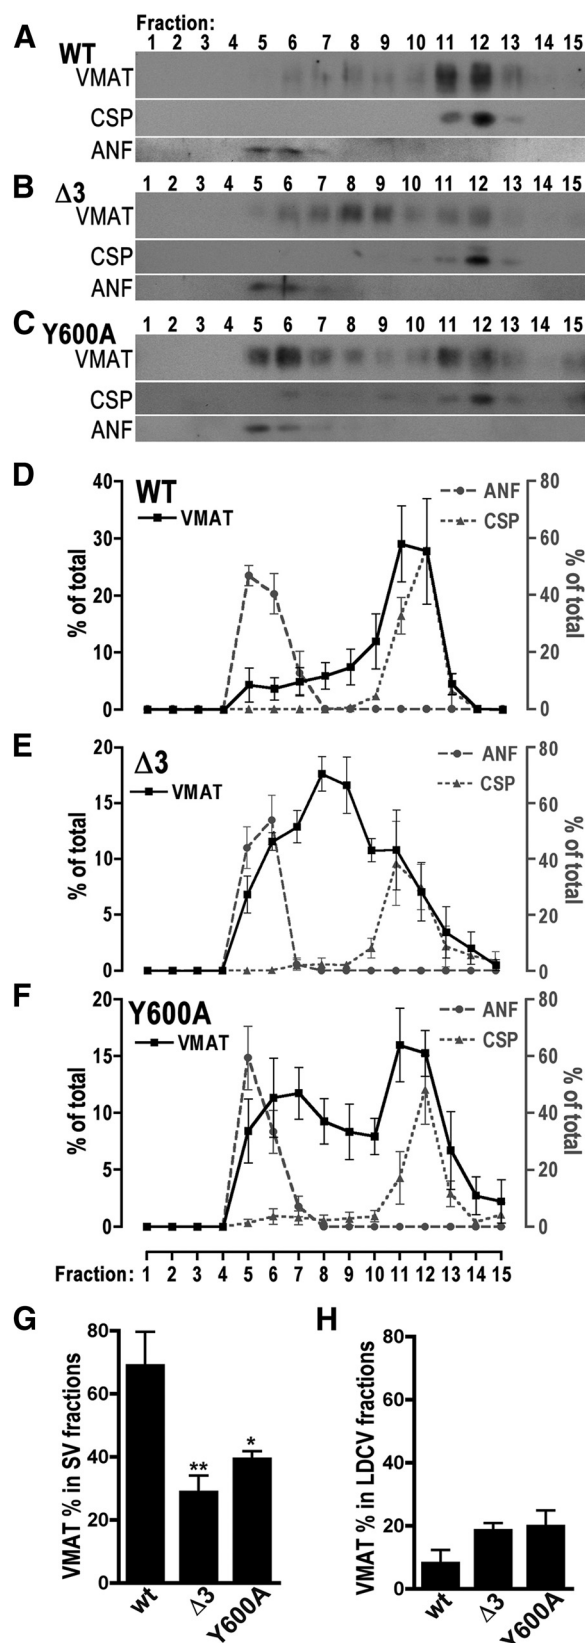 A
Fraction:
1 2 3 4 5 6 7 8 9 10 11 12 13 14 15
WT
VMAT
CSP
ANF
B
1 2 3 4 5 6 7 8 9 10 11 12 13 14 15
Δ3
VMAT
CSP
ANF
C
1 2 3 4 5 6 7 8 9 10 11 12 13 14 15
Y600A
VMAT
CSP
ANF
D
WT
VMAT
ANF
CSP
% of total
40
30
20
10
0
% of total
80
60
40
20
0
E
Δ3
VMAT
ANF
CSP
% of total
20
15
10
5
0
% of total
80
60
40
20
0
F
Y600A
VMAT
ANF
CSP
% of total
20
15
10
5
0
% of total
80
60
40
20
0
Fraction: 1 2 3 4 5 6 7 8 9 10 11 12 13 14 15
G
VMAT % in SV fractions
80
60
40
20
0
**
*
wt Δ3 Y600A
H
VMAT % in LDCV fractions
80
60
40
20
0
wt Δ3 Y600A